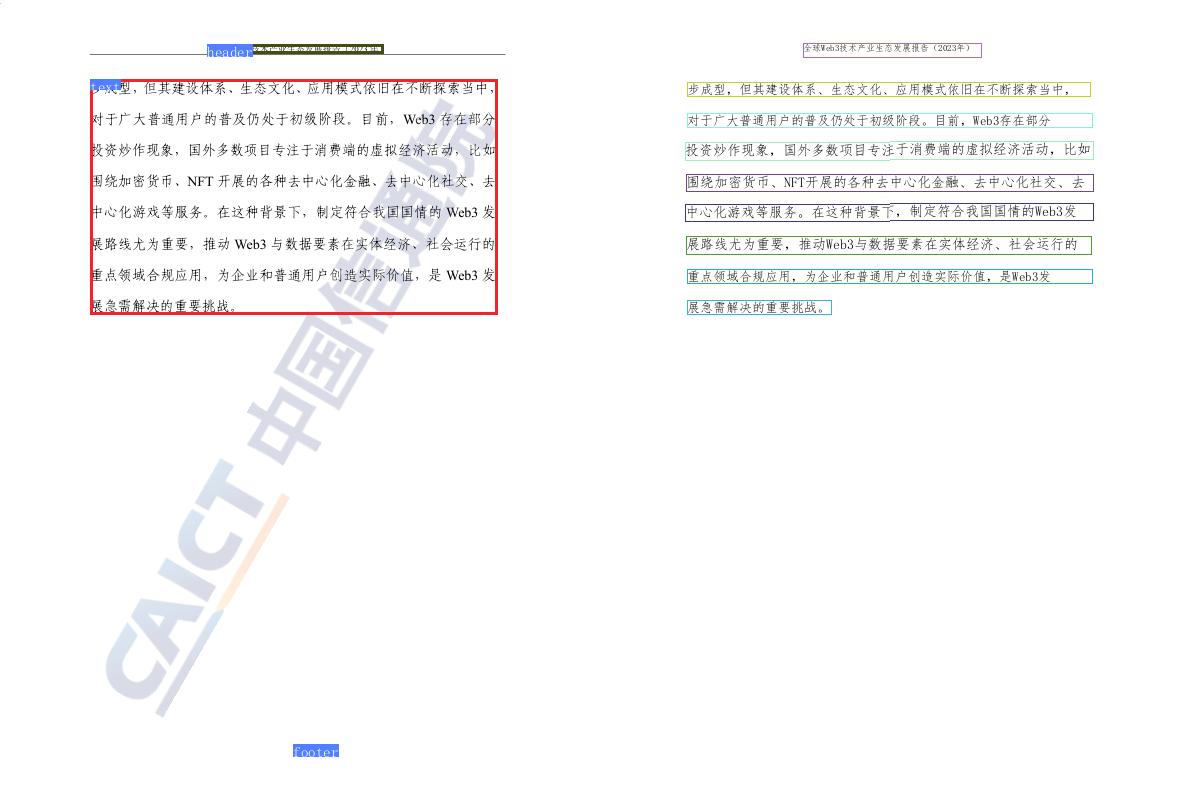 header
text
步成型，但其建设体系、生态文化、应用模式依旧在不断探索当中，
对于广大普通用户的普及仍处于初级阶段。目前，Web3 存在部分
投资炒作现象，国外多数项目专注于消费端的虚拟经济活动，比如
围绕加密货币、NFT 开展的各种去中心化金融、去中心化社交、去
中心化游戏等服务。在这种背景下，制定符合我国国情的 Web3 发
展路线尤为重要，推动 Web3 与数据要素在实体经济、社会运行的
重点领域合规应用，为企业和普通用户创造实际价值，是 Web3 发
展急需解决的重要挑战。
CAICT 中国信通院
footer
全球Web3技术产业生态发展报告（2023年）
步成型，但其建设体系、生态文化、应用模式依旧在不断探索当中，
对于广大普通用户的普及仍处于初级阶段。目前，Web3存在部分
投资炒作现象，国外多数项目专注于消费端的虚拟经济活动，比如
围绕加密货币、NFT开展的各种去中心化金融、去中心化社交、去
中心化游戏等服务。在这种背景下，制定符合我国国情的Web3发
展路线尤为重要，推动Web3与数据要素在实体经济、社会运行的
重点领域合规应用，为企业和普通用户创造实际价值，是Web3发
展急需解决的重要挑战。